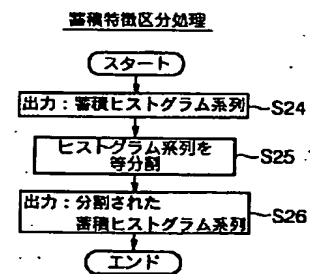 蓄積特徴区分処理
スタート
出力：蓄積ヒストグラム系列
S24
ヒストグラム系列を
等分割
S25
出力：分割された
蓄積ヒストグラム系列
S26
エンド